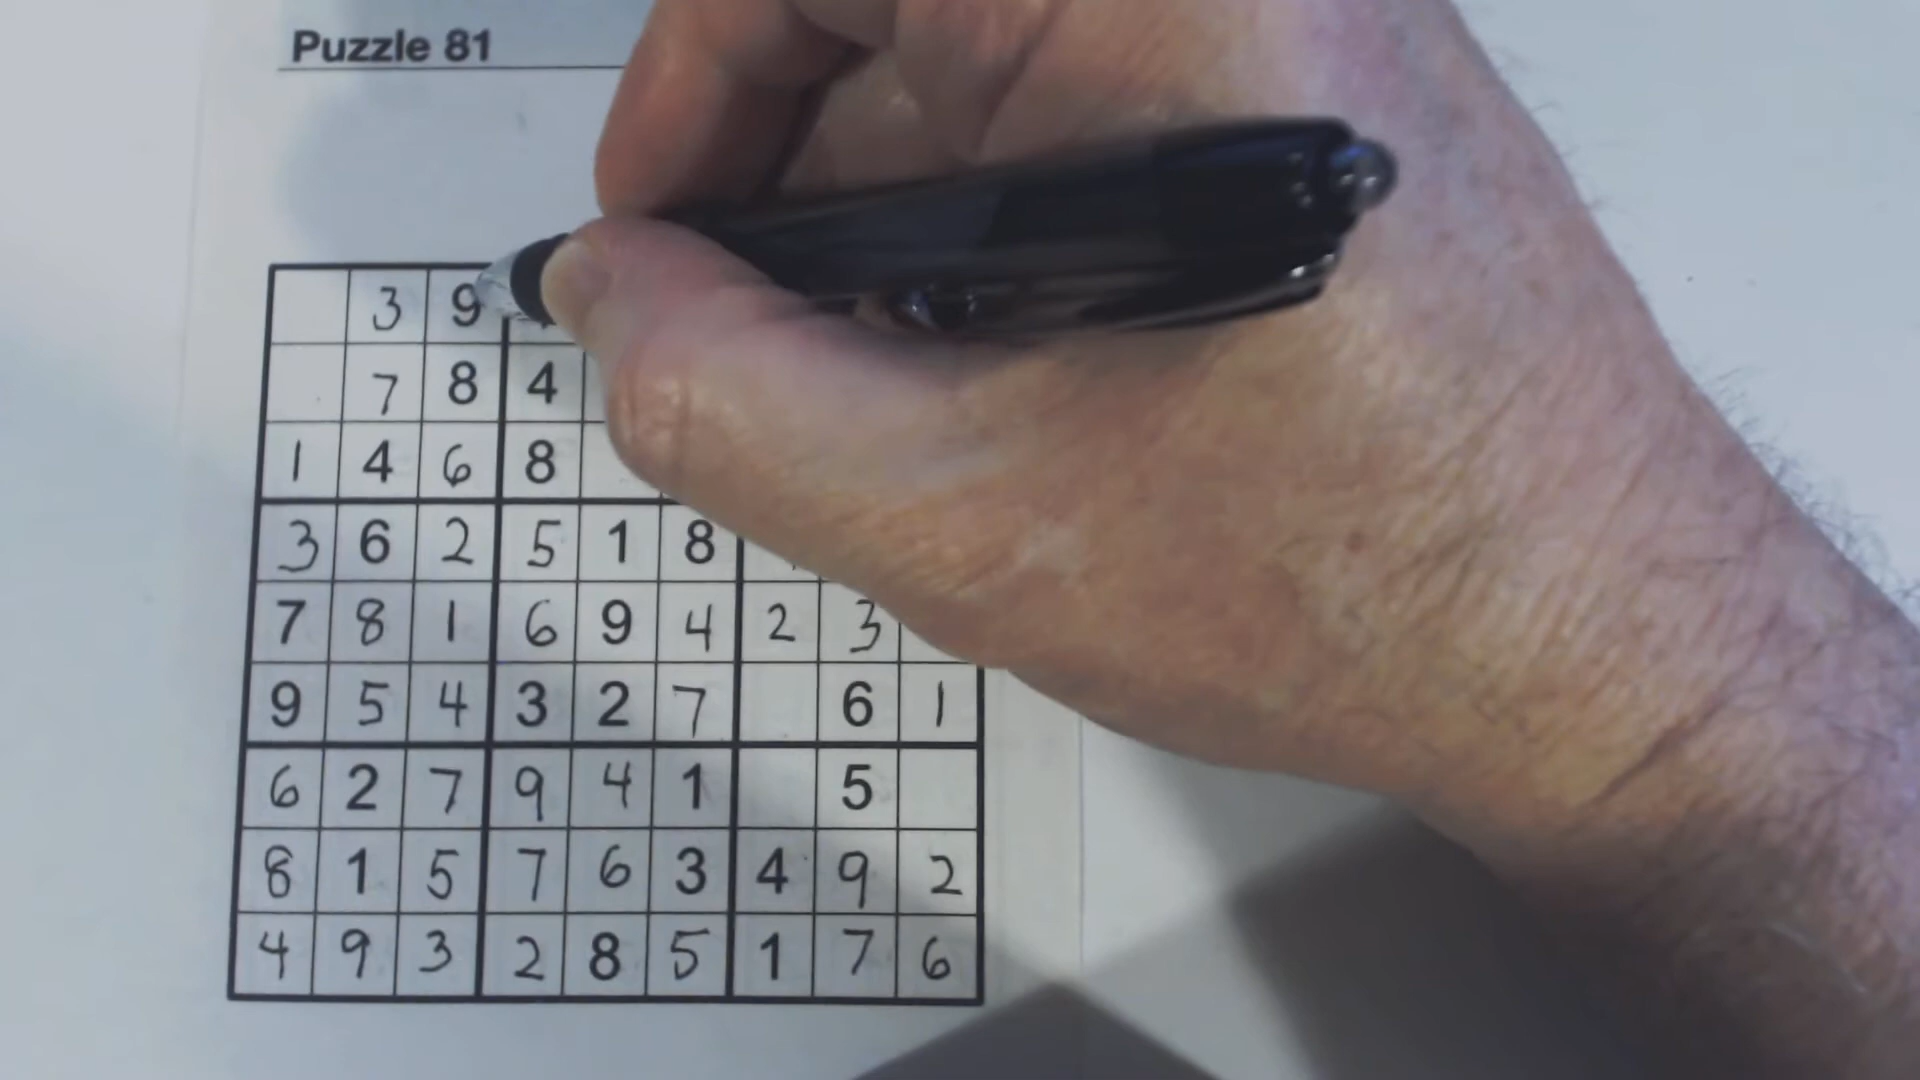 Puzzle 81
3 9
7 8 4
1 4 6 8
3 6 2 5 1 8
7 8 1 6 9 4 2 3
9 5 4 3 2 7 6 1
6 2 7 9 4 1 5
8 1 5 7 6 3 4 9 2
4 9 3 2 8 5 1 7 6